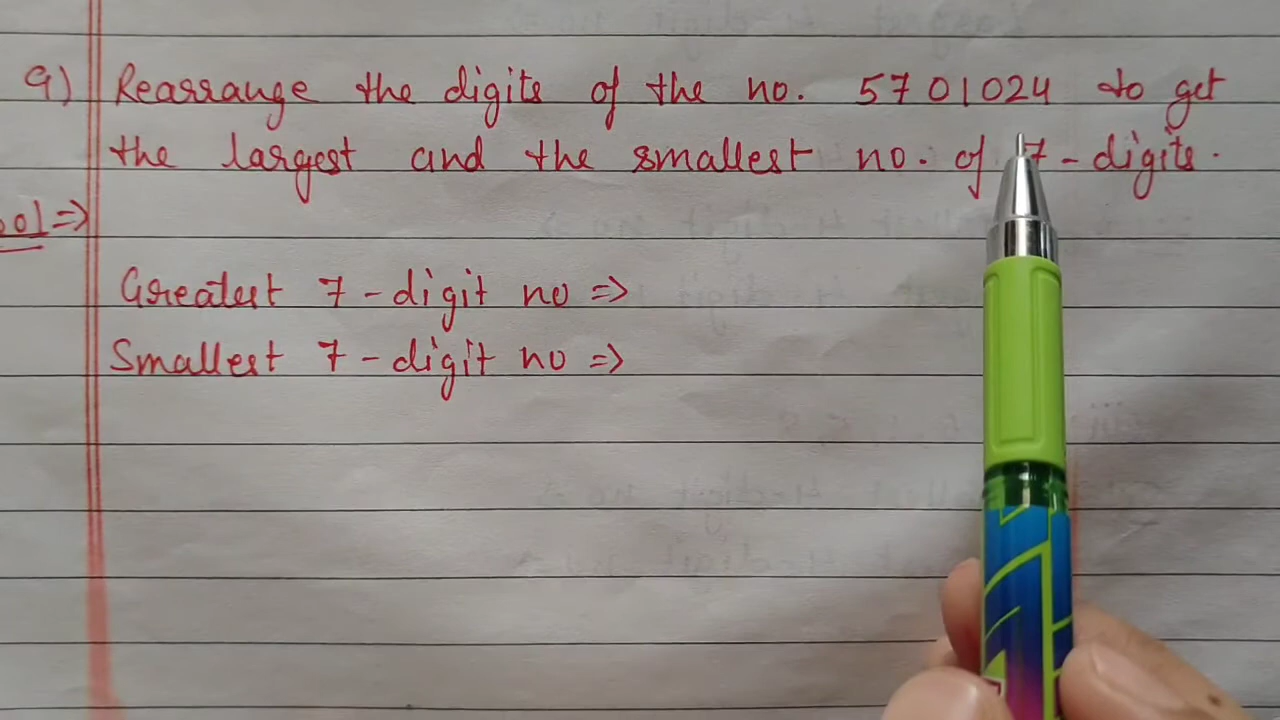 9) Rearrange the digits of the no. 5701024 to get
the largest and the smallest no. of 7-digits.
sol =>
Greatest 7-digit no =>
Smallest 7-digit no =>